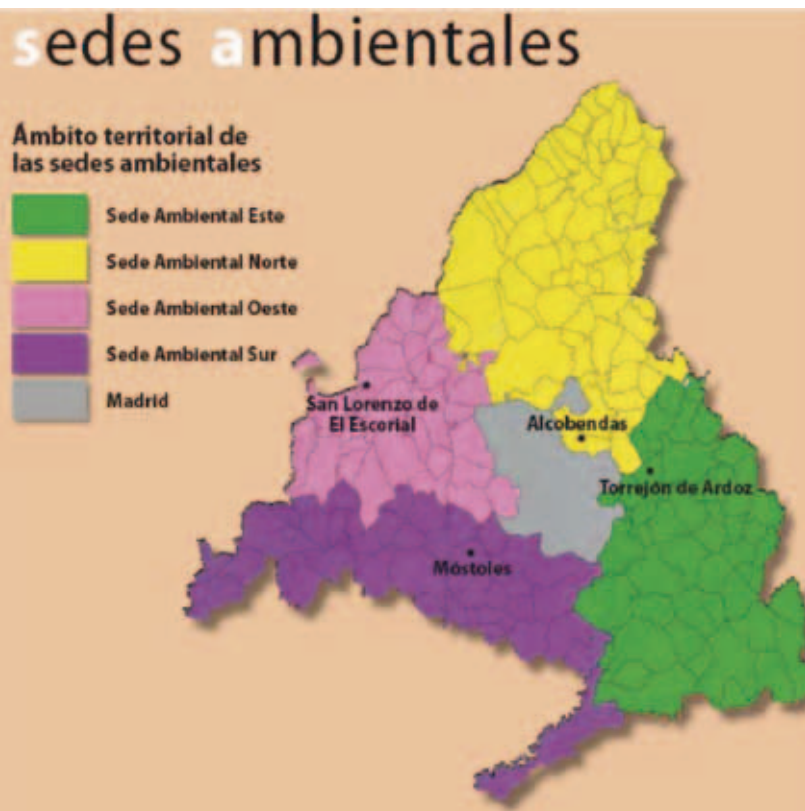 sedes ambientales
Ámbito territorial de
las sedes ambientales
Sede Ambiental Este
Sede Ambiental Norte
Sede Ambiental Oeste
Sede Ambiental Sur
Madrid
San Lorenzo de
El Escorial
Alcobendas
Torrejón de Ardoz
Móstoles